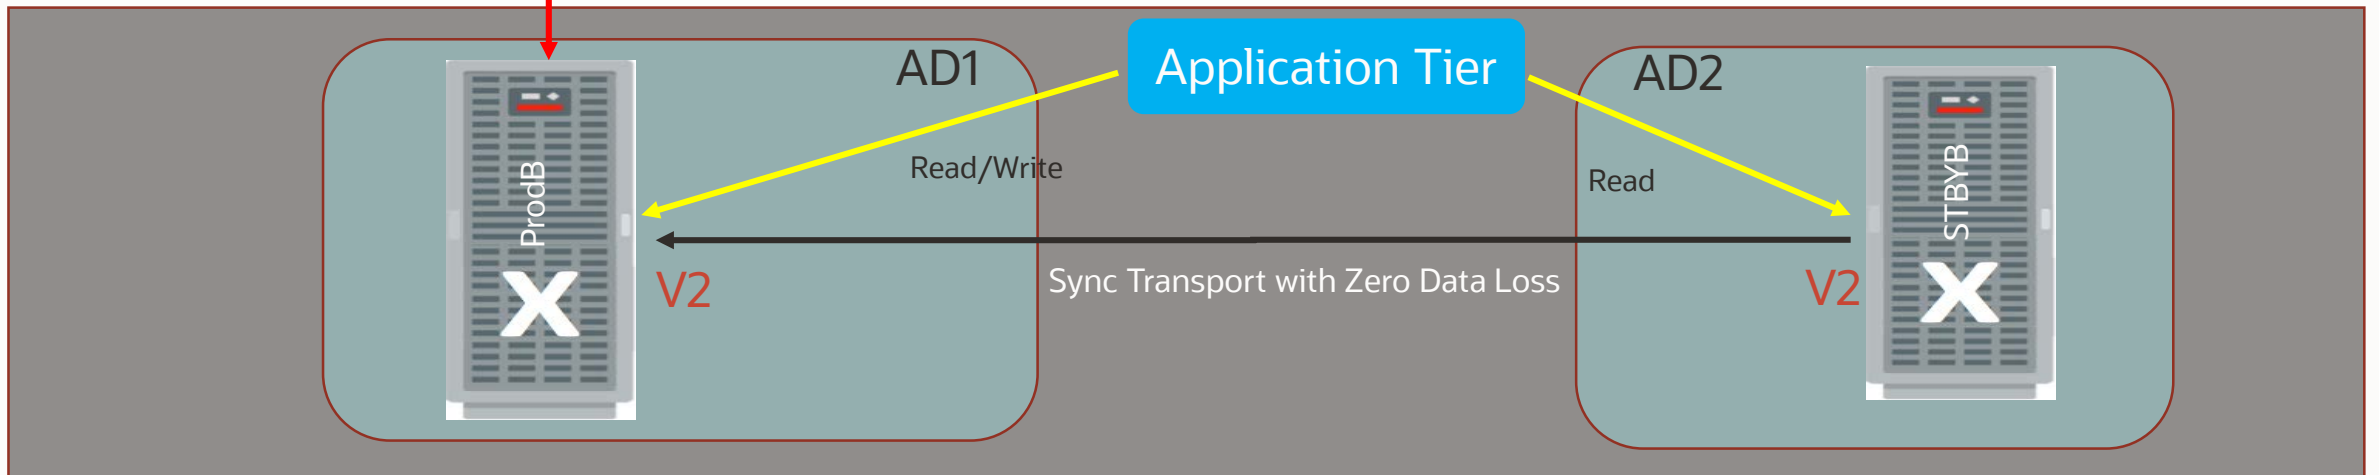 AD1
Application Tier
AD2
ProdB
Read/Write
Read
STBYB
V2
Sync Transport with Zero Data Loss
V2
X
X